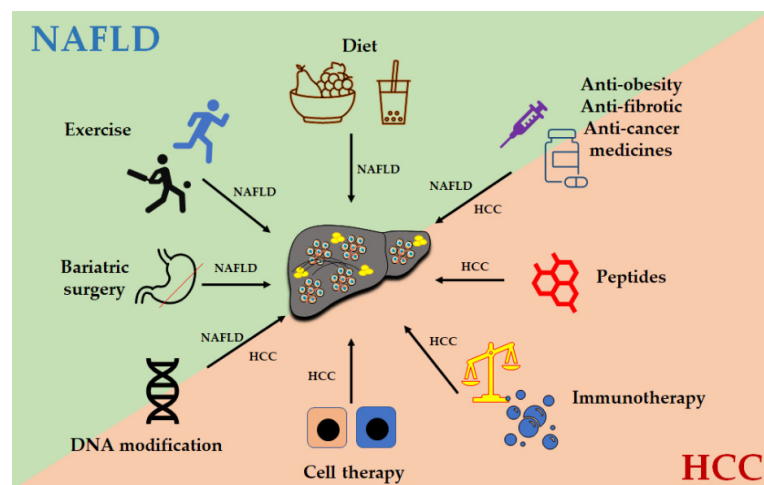 NAFLD
Diet
Anti-obesity
Anti-fibrotic
Anti-cancer
medicines
Exercise
NAFLD
NAFLD
NAFLD
HCC
Bariatric
surgery
NAFLD
HCC
Peptides
NAFLD
HCC
HCC
HCC
Immunotherapy
DNA modification
Cell therapy
HCC